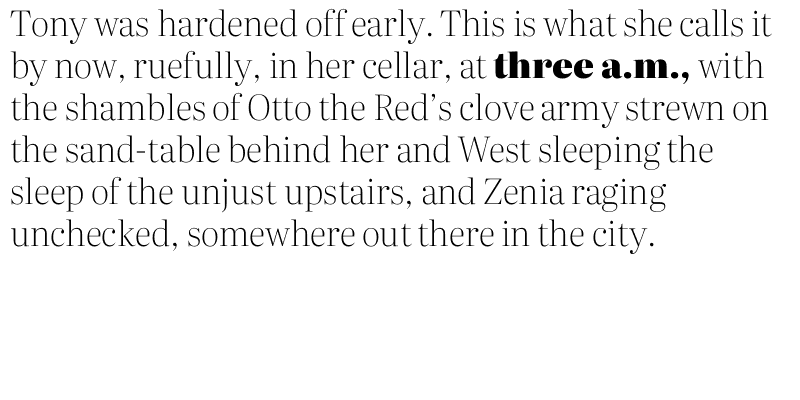 Tony was hardened off early. This is what she calls it
by now, ruefully, in her cellar, at three a.m., with
the shambles of Otto the Red’s clove army strewn on
the sand-table behind her and West sleeping the
sleep of the unjust upstairs, and Zenia raging
unchecked, somewhere out there in the city.